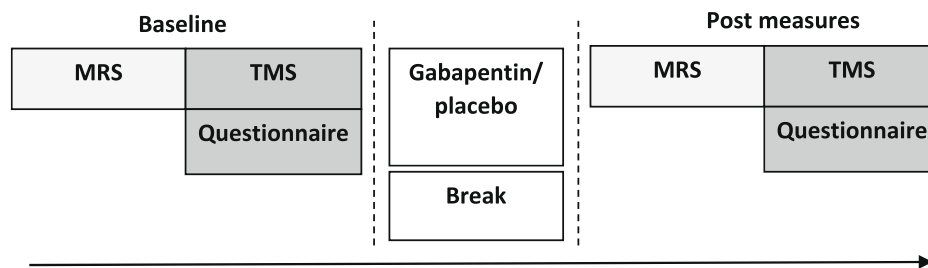 Baseline
Post measures
MRS
TMS
Gabapentin/
placebo
MRS
TMS
Questionnaire
Questionnaire
Break